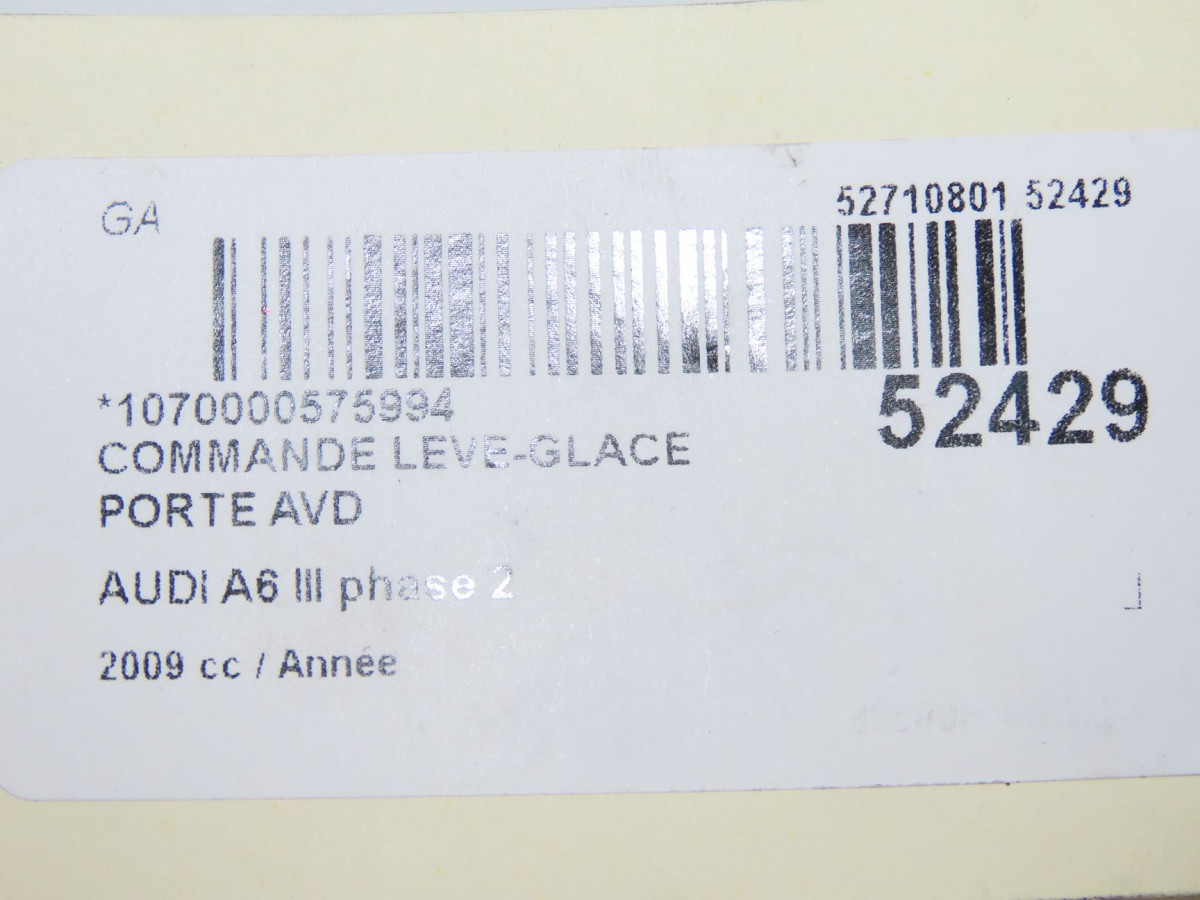 GA
52710801 52429
*1070000575994
52429
COMMANDE LEVE-GLACE
PORTE AVD
AUDI A6 III phase 2
2009 cc / Année